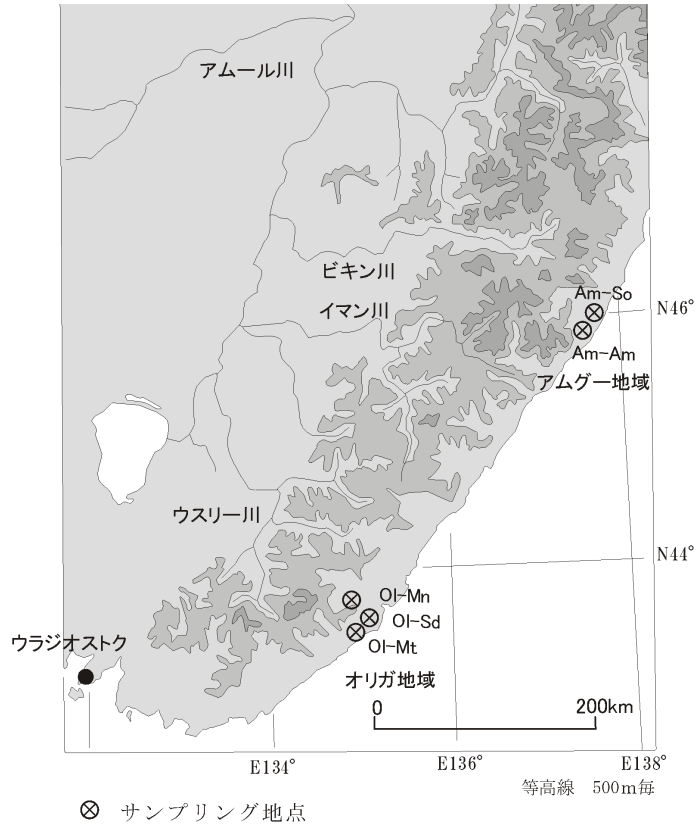 アムール川
ビキン川
Am-So
イマン川
N46°
Am-Am
アムグー地域
ウスリー川
N44°
Ol-Mn
Ol-Sd
ウラジオストク
Ol-Mt
オリガ地域
0 200km
E134° E136° E138°
等高線 500m毎
サンプリング地点